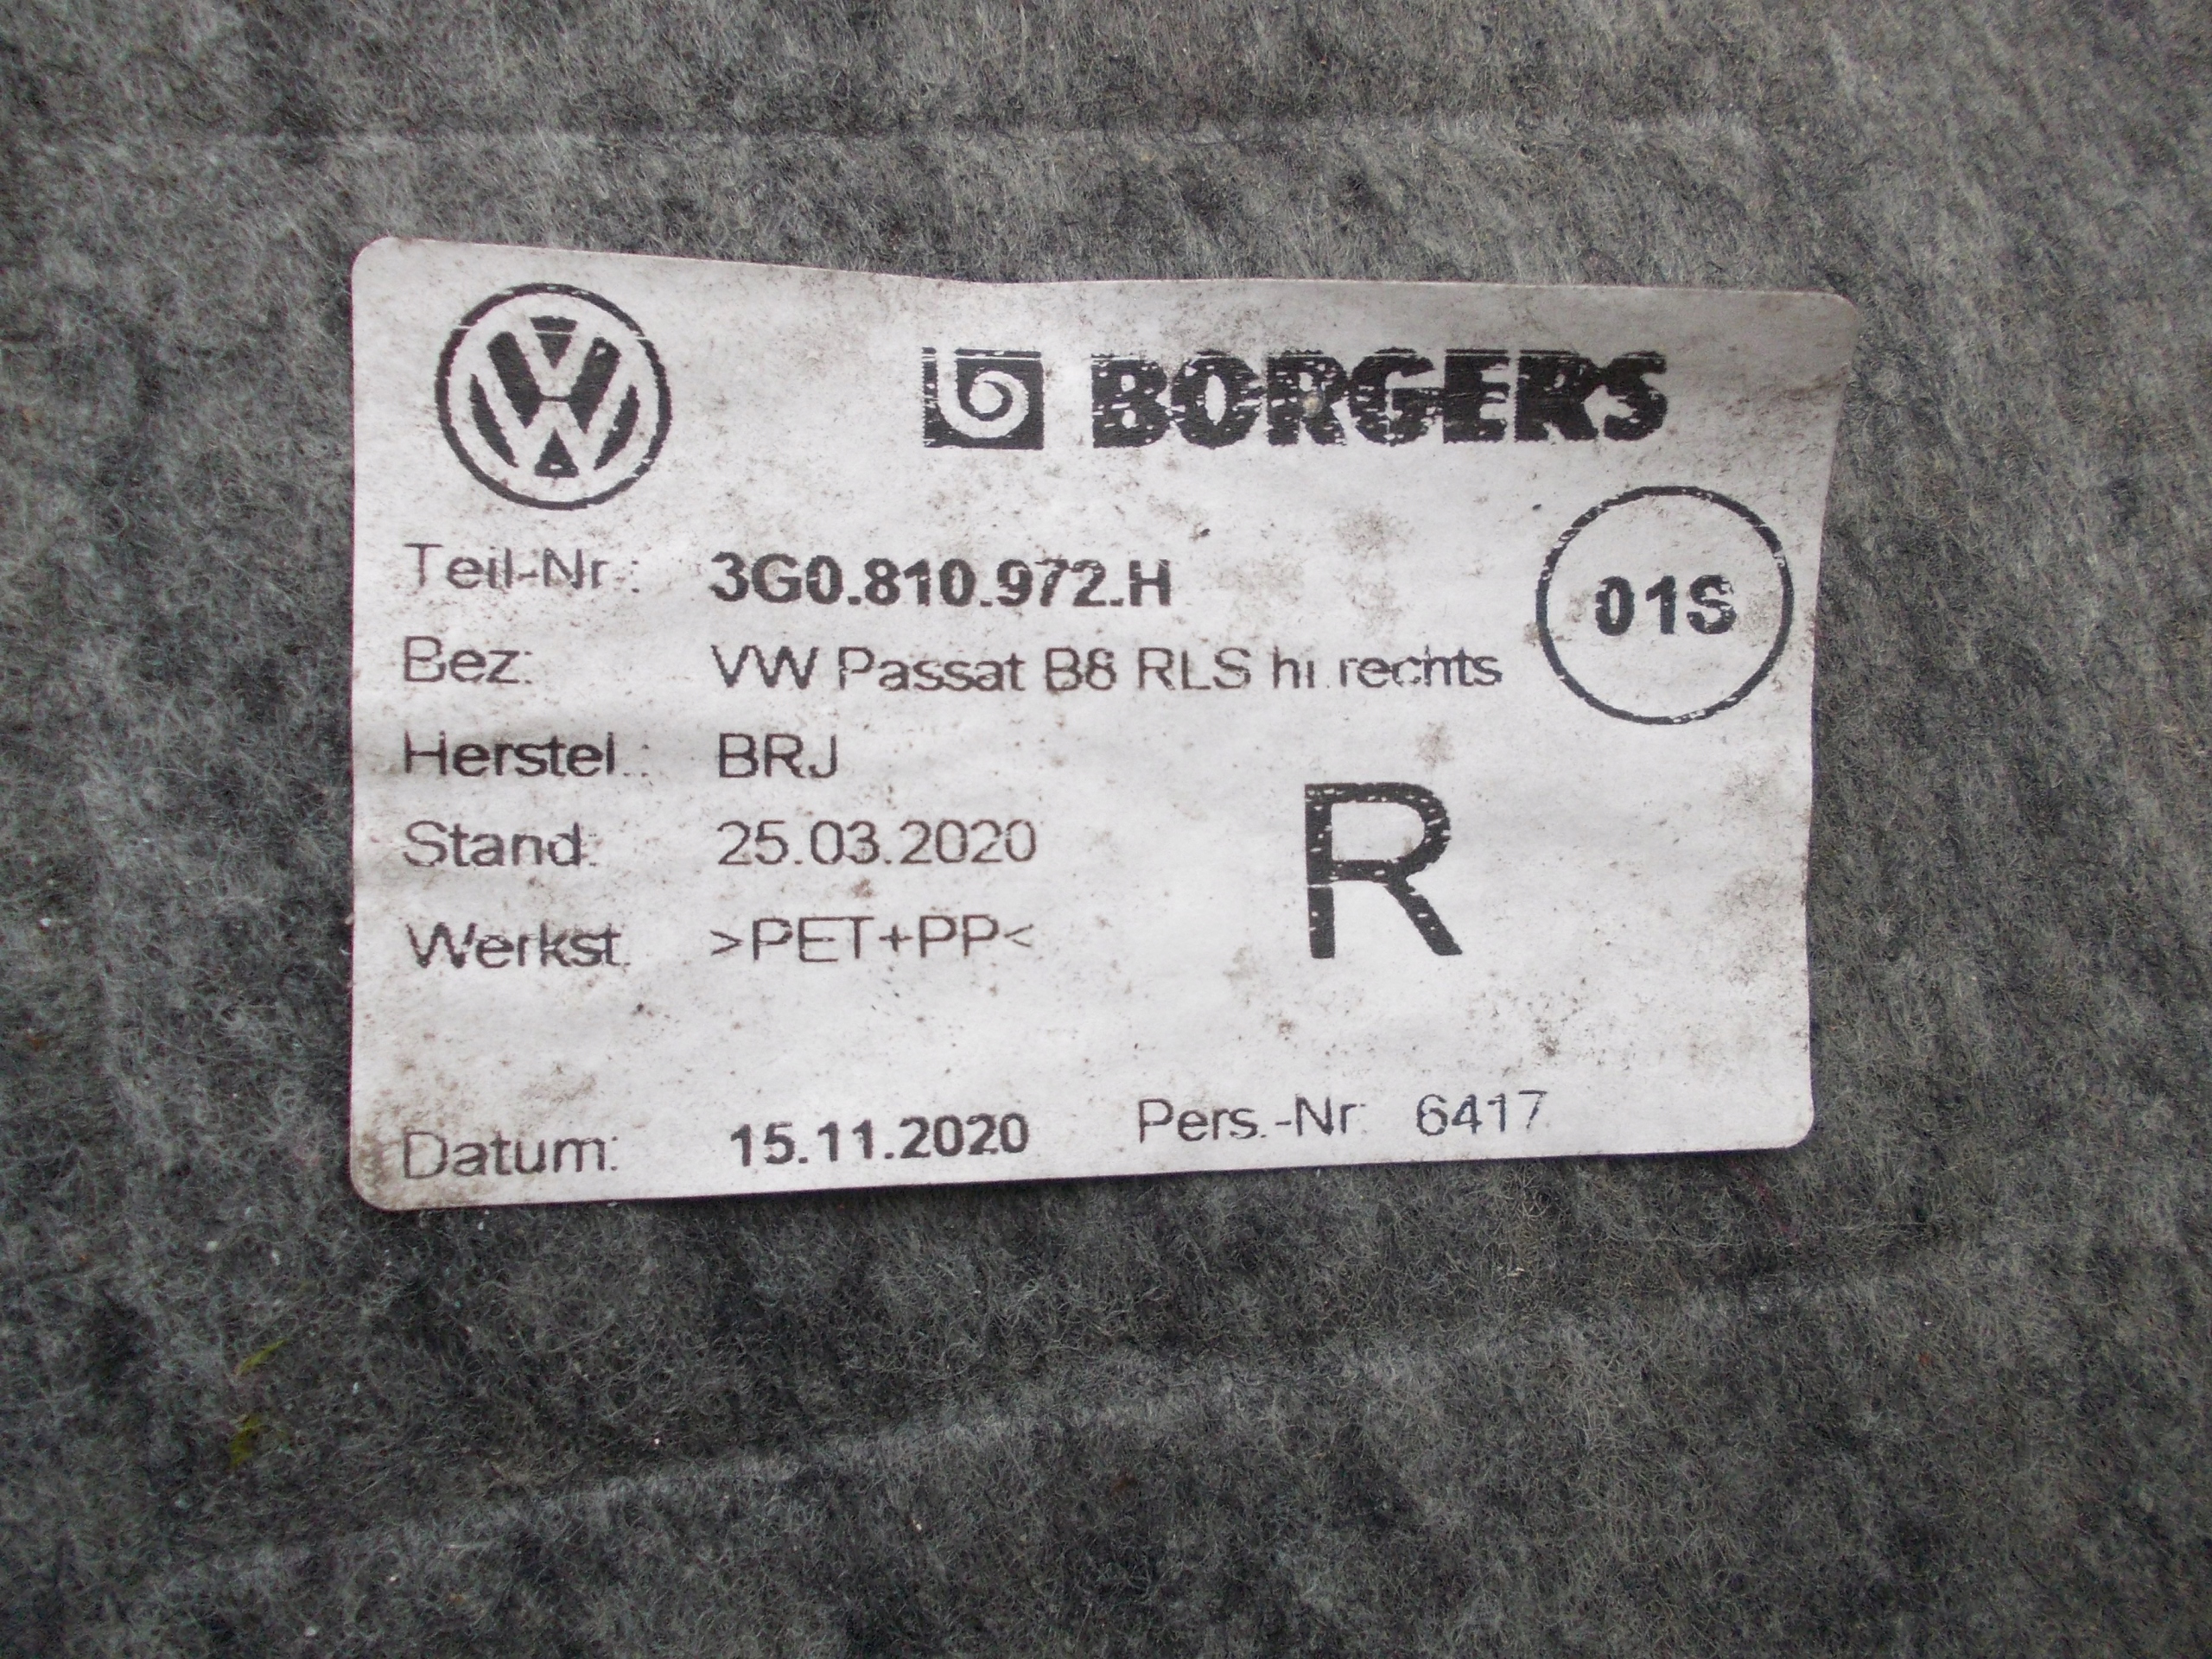 BORGERS
Teil-Nr.: 3G0.810.972.H
01S
Bez: VW Passat B8 RLS hi.rechts
Herstel.: BRJ
Stand: 25.03.2020
R
Werkst. >PET+PP<
Datum: 15.11.2020 Pers.-Nr: 6417